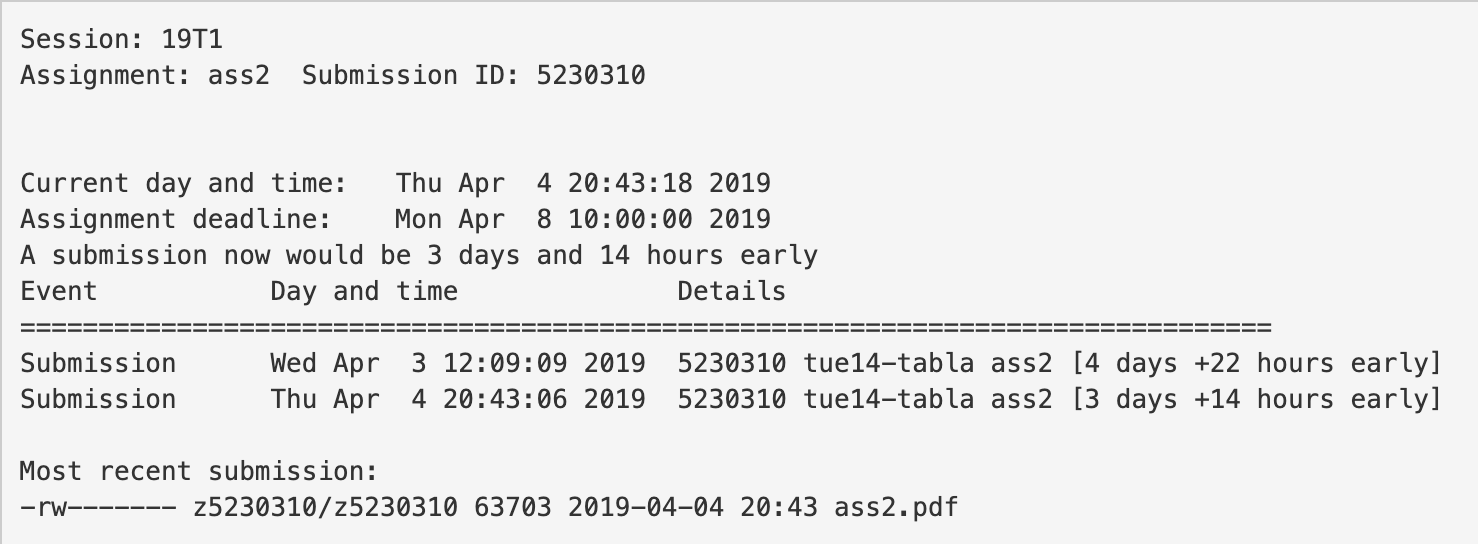 Session: 19T1
Assignment: ass2  Submission ID: 5230310
Current day and time:   Thu Apr  4 20:43:18 2019
Assignment deadline:    Mon Apr  8 10:00:00 2019
A submission now would be 3 days and 14 hours early
Event           Day and time              Details
================================================================================
Submission      Wed Apr  3 12:09:09 2019  5230310 tue14-tabla ass2 [4 days +22 hours early]
Submission      Thu Apr  4 20:43:06 2019  5230310 tue14-tabla ass2 [3 days +14 hours early]
Most recent submission:
-rw------- z5230310/z5230310 63703 2019-04-04 20:43 ass2.pdf